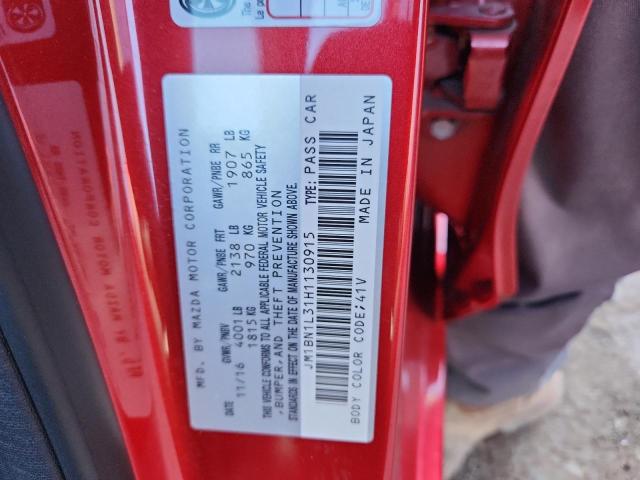 MFD. BY MAZDA MOTOR CORPORATION
DATE GVWR/PNBV GAWR/PNBE FRT GAWR/PNBE RR
11/16 4001 LB 2138 LB 1907 LB
1815 KG 970 KG 865 KG
THIS VEHICLE CONFORMS TO ALL APPLICABLE FEDERAL MOTOR VEHICLE SAFETY
,BUMPER,AND THEFT PREVENTION
STANDARDS IN EFFECT ON THE DATE OF MANUFACTURE SHOWN ABOVE.
JM1BN1L31H1130915 TYPE: PASS CAR
BODY COLOR CODE;41V MADE IN JAPAN